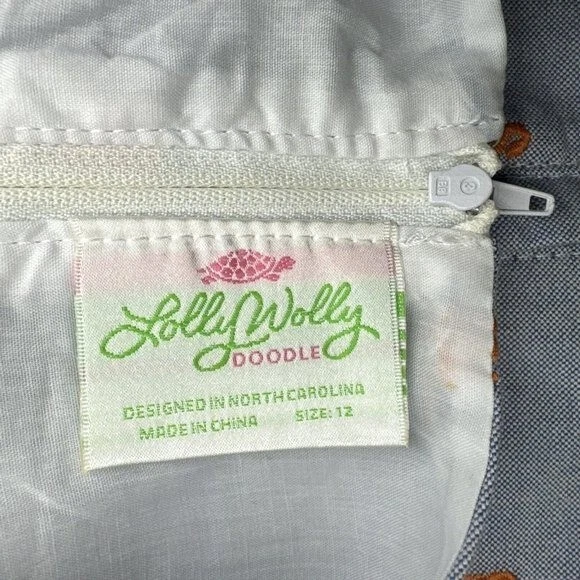 Lolly Wolly
DOODLE
DESIGNED IN NORTH CAROLINA
MADE IN CHINA SIZE: 12